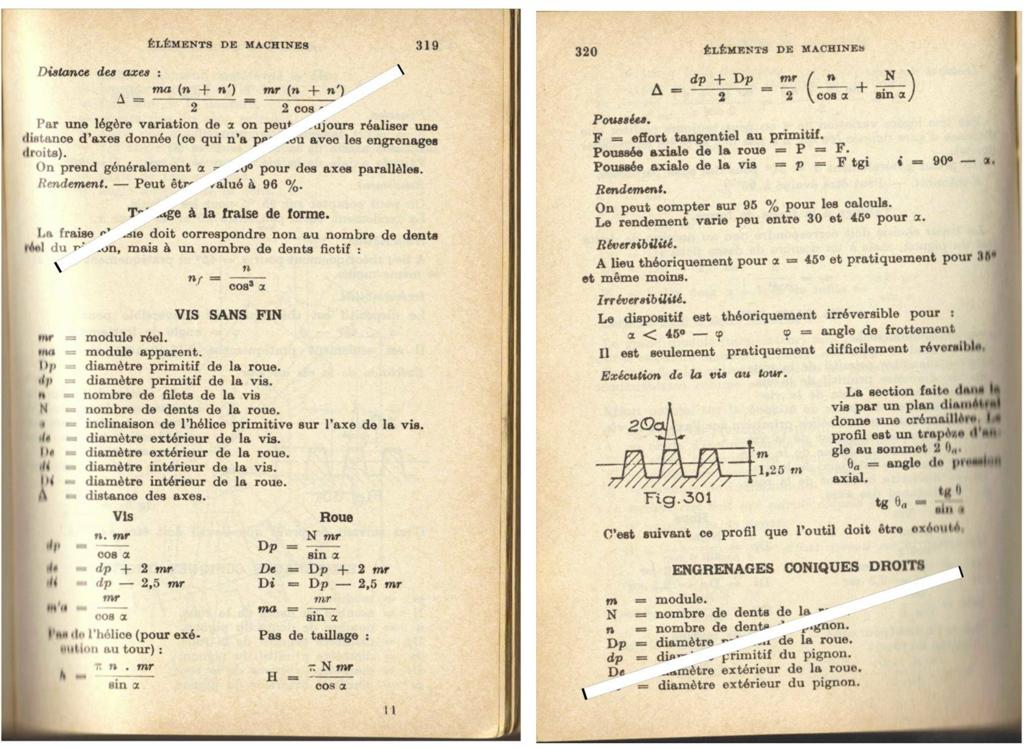 ÉLÉMENTS DE MACHINES 319
Distance des axes :
Δ = ma (n + n') / 2 = mr (n + n') / 2 cos
Par une légère variation de α on peut toujours réaliser une
distance d'axes donnée (ce qui n'a pas lieu avec les engrenages
droits).
On prend généralement α = 0° pour des axes parallèles.
Rendement. — Peut être évalué à 96 %.
Taillage à la fraise de forme.
La fraise choisie doit correspondre non au nombre de dents
réel du pignon, mais à un nombre de dents fictif :
nf = n / cos³ α
VIS SANS FIN
mr = module réel.
ma = module apparent.
Dp = diamètre primitif de la roue.
dp = diamètre primitif de la vis.
n = nombre de filets de la vis
N = nombre de dents de la roue.
= inclinaison de l'hélice primitive sur l'axe de la vis.
de = diamètre extérieur de la vis.
De = diamètre extérieur de la roue.
di = diamètre intérieur de la vis.
Di = diamètre intérieur de la roue.
Δ = distance des axes.
Vis Roue
dp = n. mr / cos α Dp = N mr / sin α
de = dp + 2 mr De = Dp + 2 mr
di = dp — 2,5 mr Di = Dp — 2,5 mr
m'a = mr / cos α ma = mr / sin α
Pas de l'hélice (pour exé- Pas de taillage :
cution au tour) :
h = π n . mr / sin α H = π N mr / cos α
11
320 ÉLÉMENTS DE MACHINES
Δ = dp + Dp / 2 = mr / 2 ( n / cos α + N / sin α )
Poussées.
F = effort tangentiel au primitif.
Poussée axiale de la roue = P = F.
Poussée axiale de la vis = p = F tgi i = 90° — α.
Rendement.
On peut compter sur 95 % pour les calculs.
Le rendement varie peu entre 30 et 45° pour α.
Réversibilité.
A lieu théoriquement pour α = 45° et pratiquement pour 35°
et même moins.
Irréversibilité.
Le dispositif est théoriquement irréversible pour :
α < 45° — φ φ = angle de frottement
Il est seulement pratiquement difficilement réversible.
Exécution de la vis au tour.
La section faite dans la
vis par un plan diamétral
donne une crémaillère. Le
profil est un trapèze d'an-
gle au sommet 2 θa.
θa = angle de pression
axial.
tg θa = tg θ / sin α
2θa
m
1,25 m
Fig. 301
C'est suivant ce profil que l'outil doit être exécuté.
ENGRENAGES CONIQUES DROITS
m = module.
N = nombre de dents de la roue.
n = nombre de dents du pignon.
Dp = diamètre primitif de la roue.
dp = diamètre primitif du pignon.
De = diamètre extérieur de la roue.
= diamètre extérieur du pignon.